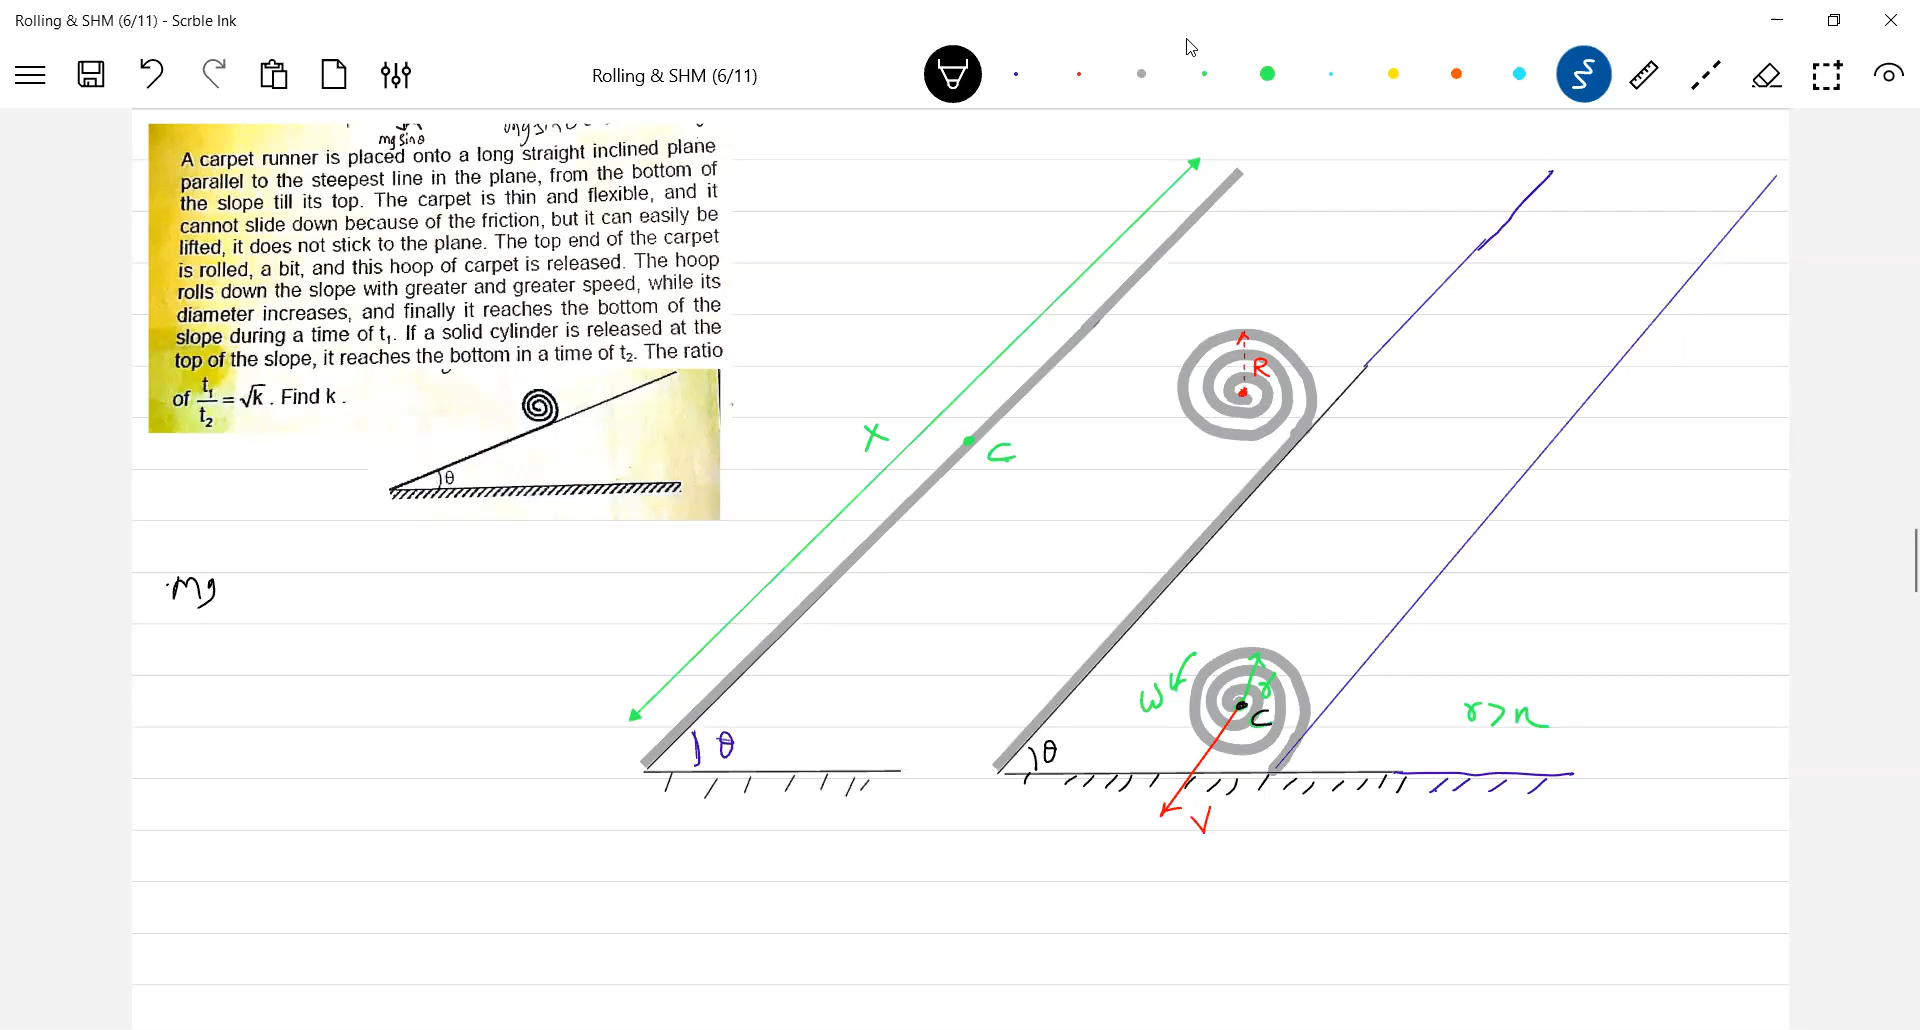 Rolling & SHM (6/11) - Scrble Ink
Rolling & SHM (6/11)
mg sinθ
mg sinθ
A carpet runner is placed onto a long straight inclined plane
parallel to the steepest line in the plane, from the bottom of
the slope till its top. The carpet is thin and flexible, and it
cannot slide down because of the friction, but it can easily be
lifted, it does not stick to the plane. The top end of the carpet
is rolled, a bit, and this hoop of carpet is released. The hoop
rolls down the slope with greater and greater speed, while its
diameter increases, and finally it reaches the bottom of the
slope during a time of t₁. If a solid cylinder is released at the
top of the slope, it reaches the bottom in a time of t₂. The ratio
of t₁/t₂ = √k . Find k .
θ
Mg
x
C
θ
R
ω
r
C
r > R
θ
V